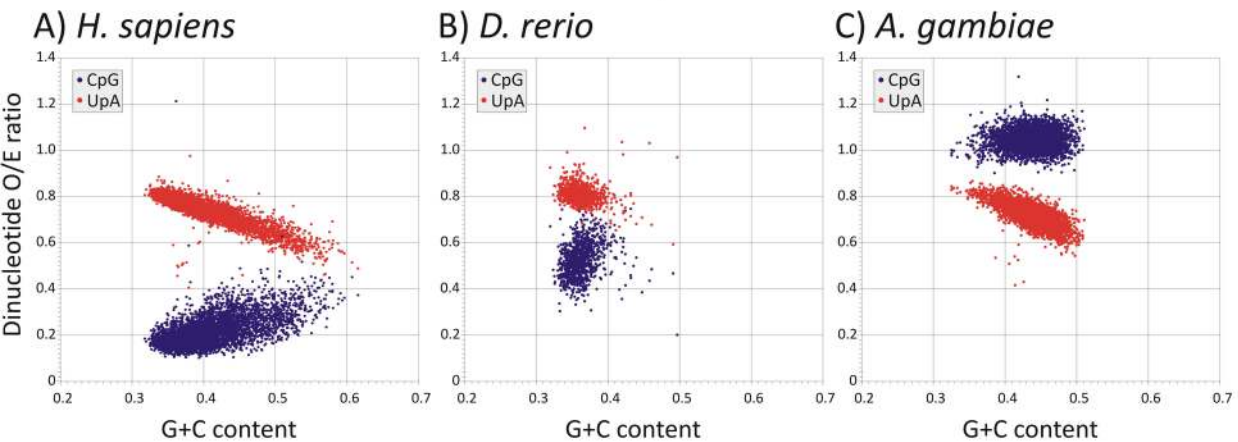 A) H. sapiens
B) D. rerio
C) A. gambiae
Dinucleotide O/E ratio
1.4
1.2
1.0
0.8
0.6
0.4
0.2
0
CpG
UpA
0.2 0.3 0.4 0.5 0.6 0.7
G+C content
1.4
1.2
1.0
0.8
0.6
0.4
0.2
0
CpG
UpA
0.2 0.3 0.4 0.5 0.6 0.7
G+C content
1.4
1.2
1.0
0.8
0.6
0.4
0.2
0
CpG
UpA
0.2 0.3 0.4 0.5 0.6 0.7
G+C content